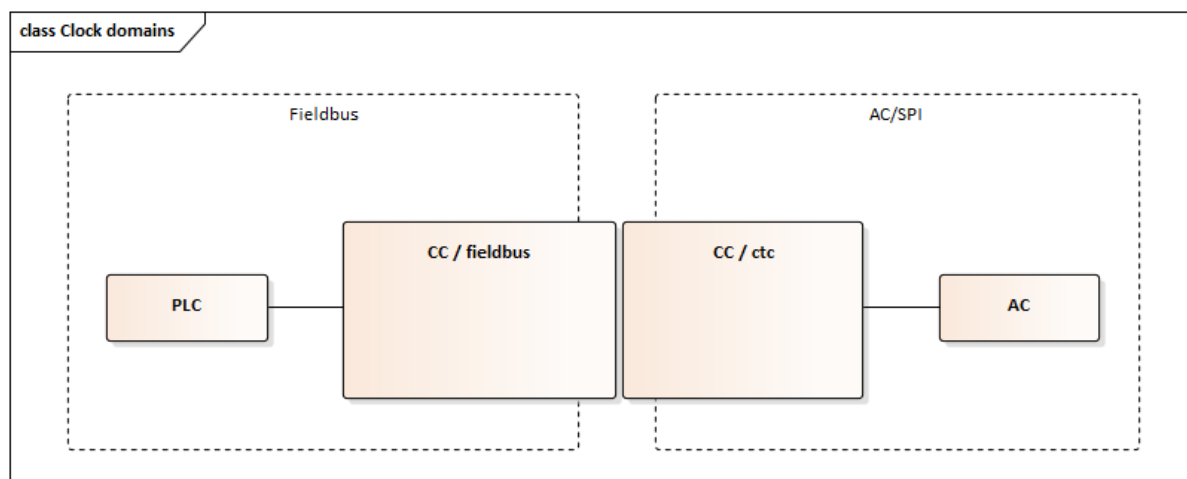 class Clock domains
Fieldbus
AC/SPI
CC / fieldbus
CC / ctc
PLC
AC